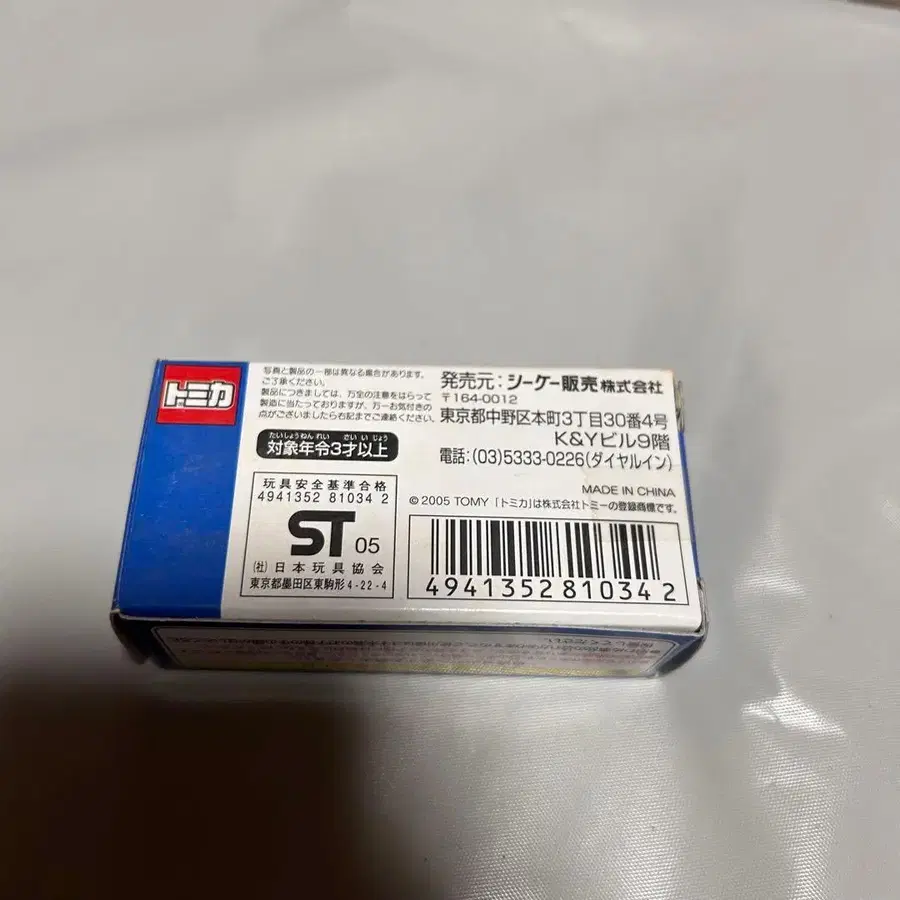 トミカ
写真と製品の一部は異なる場合があります。
ご了承ください。
製品につきましては、万全の注意をはらって
製造に当たっておりますが、万一お気付きの
点がございましたら右記までご連絡ください。
たいしょうねんれい さいいじょう
対象年令3才以上
玩具安全基準合格
4941352 81034 2
ST 05
(社)日本玩具協会
東京都墨田区東駒形4-22-4
発売元:シーケー販売株式会社
〒164-0012
東京都中野区本町3丁目30番4号
K&Yビル9階
電話:(03)5333-0226(ダイヤルイン)
MADE IN CHINA
© 2005 TOMY 「トミカ」は株式会社トミーの登録商標です。
4941352810342